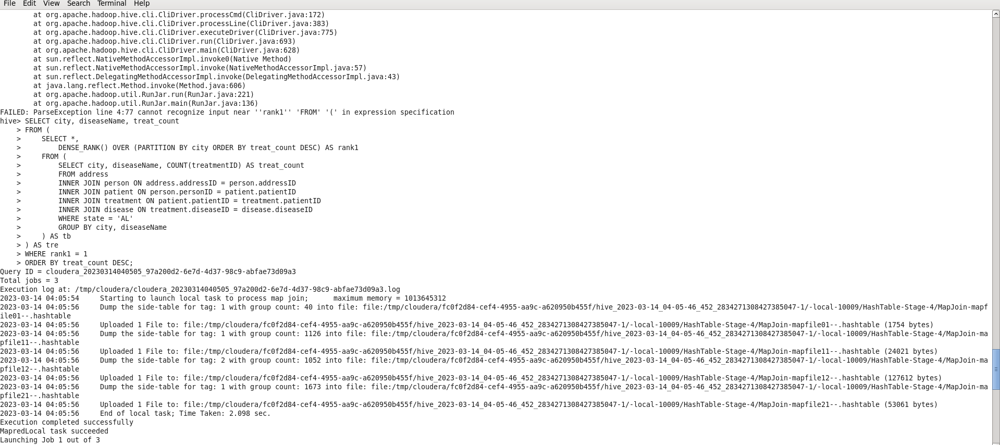 File Edit View Search Terminal Help
        at org.apache.hadoop.hive.cli.CliDriver.processCmd(CliDriver.java:172)
        at org.apache.hadoop.hive.cli.CliDriver.processLine(CliDriver.java:383)
        at org.apache.hadoop.hive.cli.CliDriver.executeDriver(CliDriver.java:775)
        at org.apache.hadoop.hive.cli.CliDriver.run(CliDriver.java:693)
        at org.apache.hadoop.hive.cli.CliDriver.main(CliDriver.java:628)
        at sun.reflect.NativeMethodAccessorImpl.invoke0(Native Method)
        at sun.reflect.NativeMethodAccessorImpl.invoke(NativeMethodAccessorImpl.java:57)
        at sun.reflect.DelegatingMethodAccessorImpl.invoke(DelegatingMethodAccessorImpl.java:43)
        at java.lang.reflect.Method.invoke(Method.java:606)
        at org.apache.hadoop.util.RunJar.run(RunJar.java:221)
        at org.apache.hadoop.util.RunJar.main(RunJar.java:136)
FAILED: ParseException line 4:77 cannot recognize input near ''rank1'' 'FROM' '(' in expression specification
hive> SELECT city, diseaseName, treat_count
    > FROM (
    >     SELECT *,
    >         DENSE_RANK() OVER (PARTITION BY city ORDER BY treat_count DESC) AS rank1
    >     FROM (
    >         SELECT city, diseaseName, COUNT(treatmentID) AS treat_count
    >         FROM address
    >         INNER JOIN person ON address.addressID = person.addressID
    >         INNER JOIN patient ON person.personID = patient.patientID
    >         INNER JOIN treatment ON patient.patientID = treatment.patientID
    >         INNER JOIN disease ON treatment.diseaseID = disease.diseaseID
    >         WHERE state = 'AL'
    >         GROUP BY city, diseaseName
    >     ) AS tb
    > ) AS tre
    > WHERE rank1 = 1
    > ORDER BY treat_count DESC;
Query ID = cloudera_20230314040505_97a200d2-6e7d-4d37-98c9-abfae73d09a3
Total jobs = 3
Execution log at: /tmp/cloudera/cloudera_20230314040505_97a200d2-6e7d-4d37-98c9-abfae73d09a3.log
2023-03-14 04:05:54     Starting to launch local task to process map join;      maximum memory = 1013645312
2023-03-14 04:05:56     Dump the side-table for tag: 1 with group count: 40 into file: file:/tmp/cloudera/fc0f2d84-cef4-4955-aa9c-a620950b455f/hive_2023-03-14_04-05-46_452_2834271308427385047-1/-local-10009/HashTable-Stage-4/MapJoin-mapf
ile01--.hashtable
2023-03-14 04:05:56     Uploaded 1 File to: file:/tmp/cloudera/fc0f2d84-cef4-4955-aa9c-a620950b455f/hive_2023-03-14_04-05-46_452_2834271308427385047-1/-local-10009/HashTable-Stage-4/MapJoin-mapfile01--.hashtable (1754 bytes)
2023-03-14 04:05:56     Dump the side-table for tag: 1 with group count: 1126 into file: file:/tmp/cloudera/fc0f2d84-cef4-4955-aa9c-a620950b455f/hive_2023-03-14_04-05-46_452_2834271308427385047-1/-local-10009/HashTable-Stage-4/MapJoin-ma
pfile11--.hashtable
2023-03-14 04:05:56     Uploaded 1 File to: file:/tmp/cloudera/fc0f2d84-cef4-4955-aa9c-a620950b455f/hive_2023-03-14_04-05-46_452_2834271308427385047-1/-local-10009/HashTable-Stage-4/MapJoin-mapfile11--.hashtable (24021 bytes)
2023-03-14 04:05:56     Dump the side-table for tag: 2 with group count: 1052 into file: file:/tmp/cloudera/fc0f2d84-cef4-4955-aa9c-a620950b455f/hive_2023-03-14_04-05-46_452_2834271308427385047-1/-local-10009/HashTable-Stage-4/MapJoin-ma
pfile12--.hashtable
2023-03-14 04:05:56     Uploaded 1 File to: file:/tmp/cloudera/fc0f2d84-cef4-4955-aa9c-a620950b455f/hive_2023-03-14_04-05-46_452_2834271308427385047-1/-local-10009/HashTable-Stage-4/MapJoin-mapfile12--.hashtable (127612 bytes)
2023-03-14 04:05:56     Dump the side-table for tag: 1 with group count: 1673 into file: file:/tmp/cloudera/fc0f2d84-cef4-4955-aa9c-a620950b455f/hive_2023-03-14_04-05-46_452_2834271308427385047-1/-local-10009/HashTable-Stage-4/MapJoin-ma
pfile21--.hashtable
2023-03-14 04:05:56     Uploaded 1 File to: file:/tmp/cloudera/fc0f2d84-cef4-4955-aa9c-a620950b455f/hive_2023-03-14_04-05-46_452_2834271308427385047-1/-local-10009/HashTable-Stage-4/MapJoin-mapfile21--.hashtable (53061 bytes)
2023-03-14 04:05:56     End of local task; Time Taken: 2.098 sec.
Execution completed successfully
MapredLocal task succeeded
Launching Job 1 out of 3